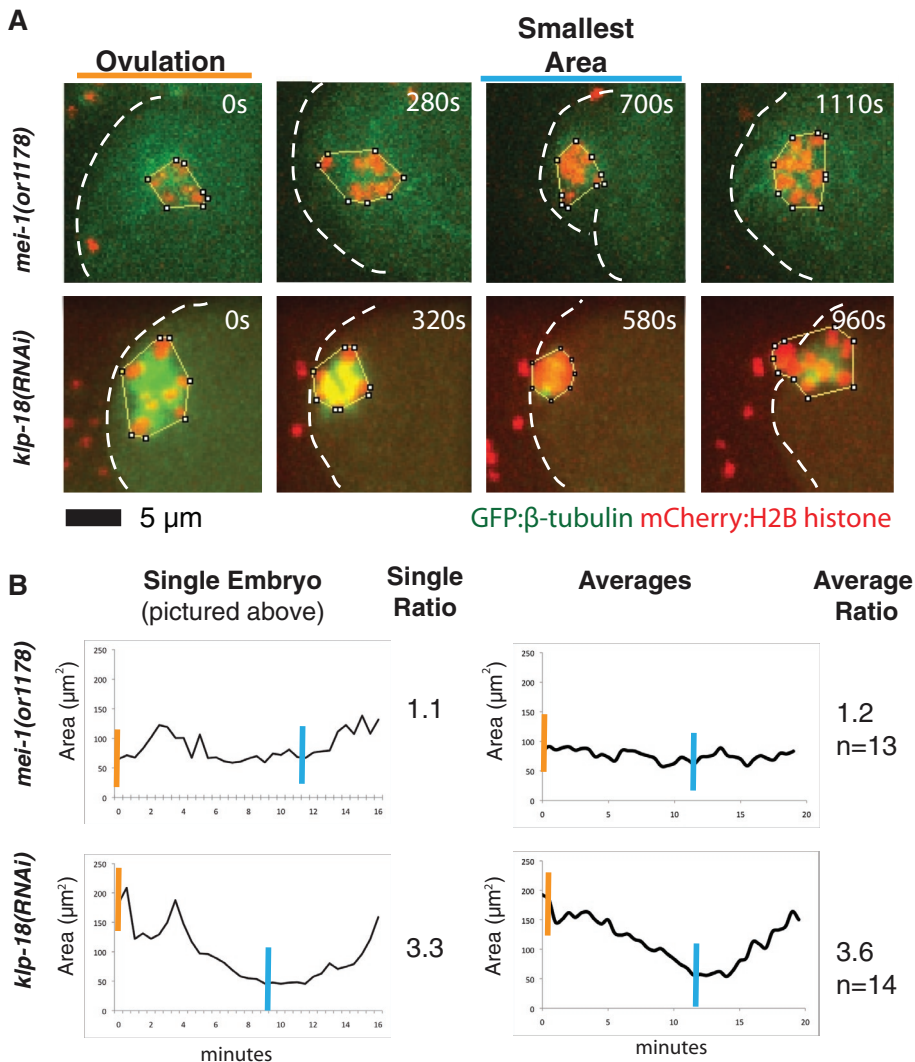 A
Ovulation
Smallest
Area
mei-1(or1178)
0s
280s
700s
1110s
klp-18(RNAi)
0s
320s
580s
960s
5 µm
GFP:β-tubulin mCherry:H2B histone
B
Single Embryo
(pictured above)
Single
Ratio
Averages
Average
Ratio
mei-1(or1178)
Area (µm²)
250
200
150
100
50
0
0 2 4 6 8 10 12 14 16
1.1
Area (µm²)
250
200
150
100
50
0
0 5 10 15 20
1.2
n=13
klp-18(RNAi)
Area (µm²)
250
200
150
100
50
0
0 2 4 6 8 10 12 14 16
minutes
3.3
Area (µm²)
250
200
150
100
50
0
0 5 10 15 20
minutes
3.6
n=14